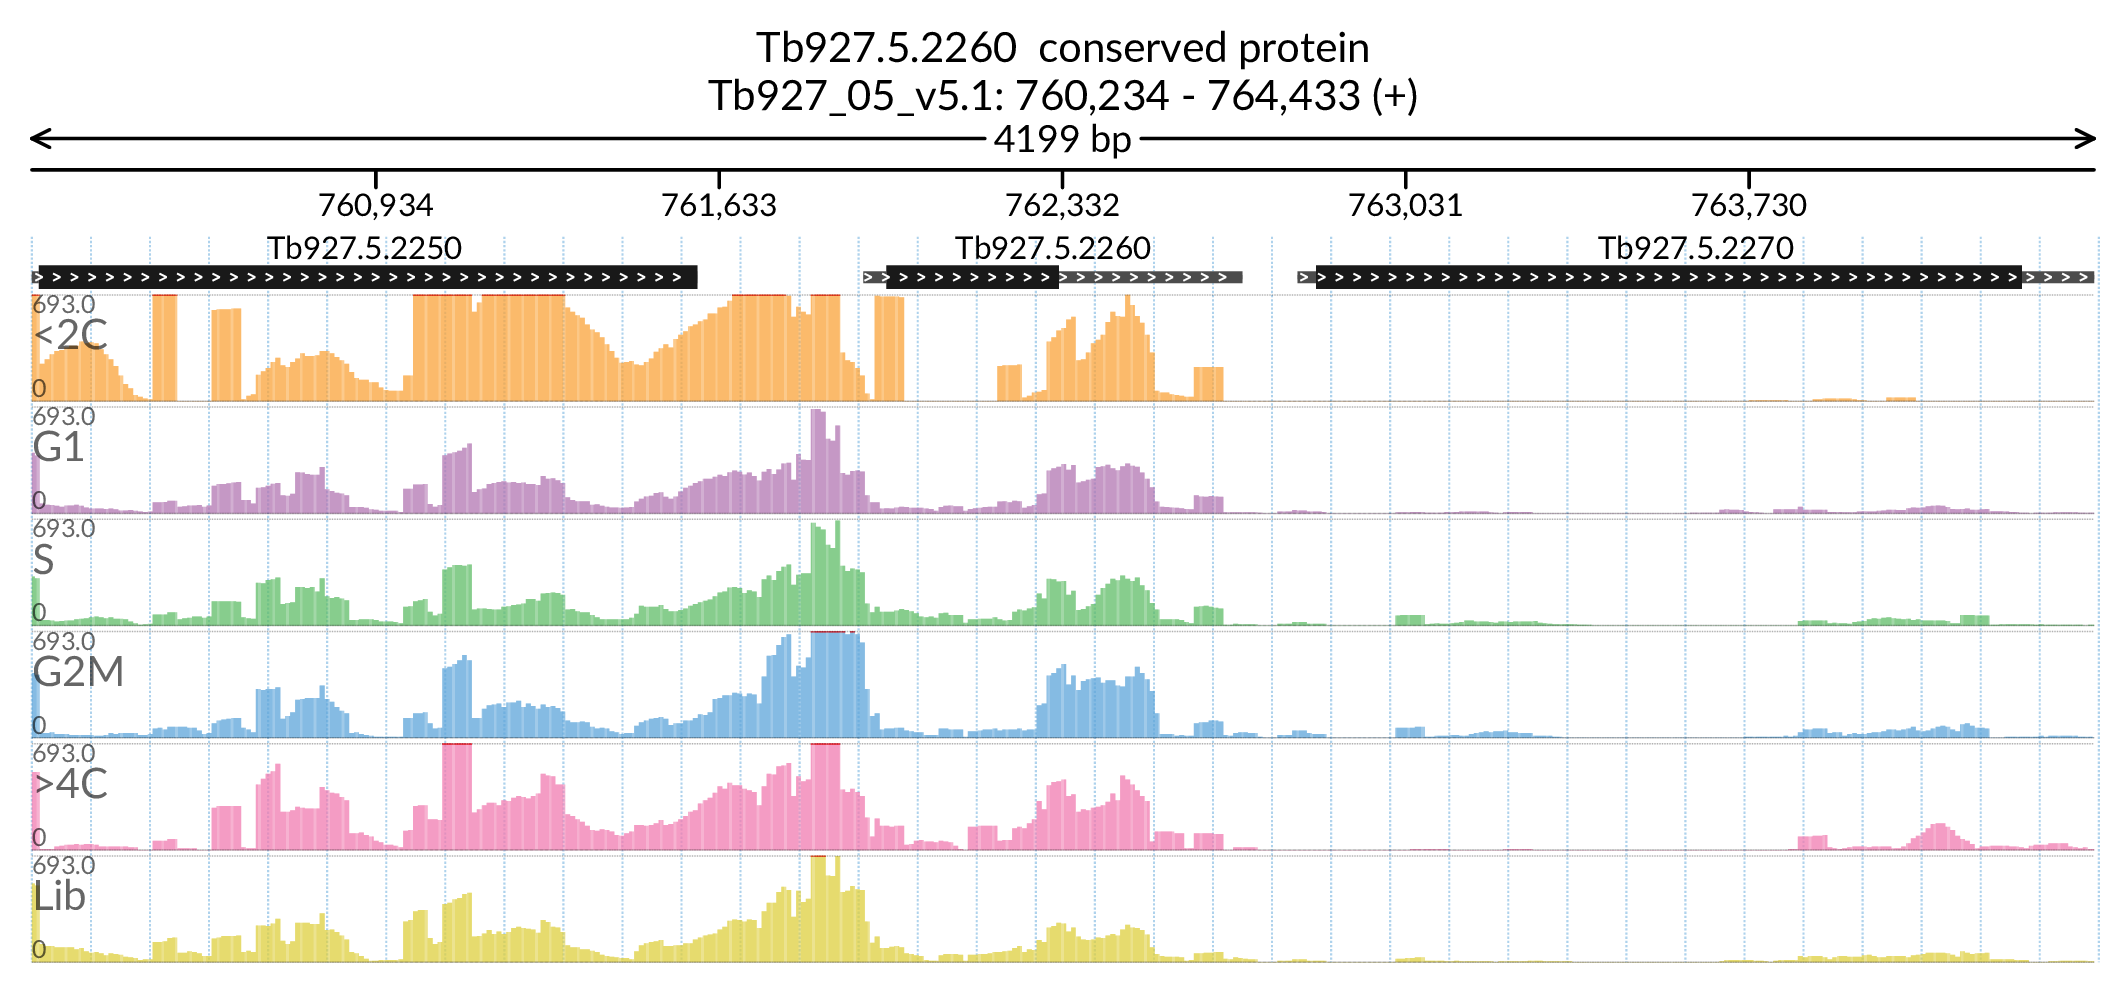 Tb927.5.2260  conserved protein
Tb927_05_v5.1: 760,234 - 764,433 (+)
4199 bp
760,934 761,633 762,332 763,031 763,730
Tb927.5.2250 Tb927.5.2260 Tb927.5.2270
693.0
<2C
0
693.0
G1
0
693.0
S
0
693.0
G2M
0
693.0
>4C
0
693.0
Lib
0